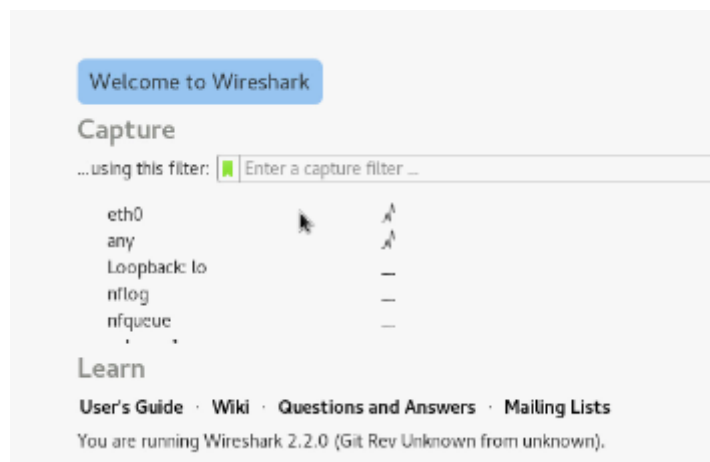 Welcome to Wireshark
Capture
...using this filter: Enter a capture filter ...
eth0
any
Loopback: lo
nflog
nfqueue
Learn
User's Guide · Wiki · Questions and Answers · Mailing Lists
You are running Wireshark 2.2.0 (Git Rev Unknown from unknown).